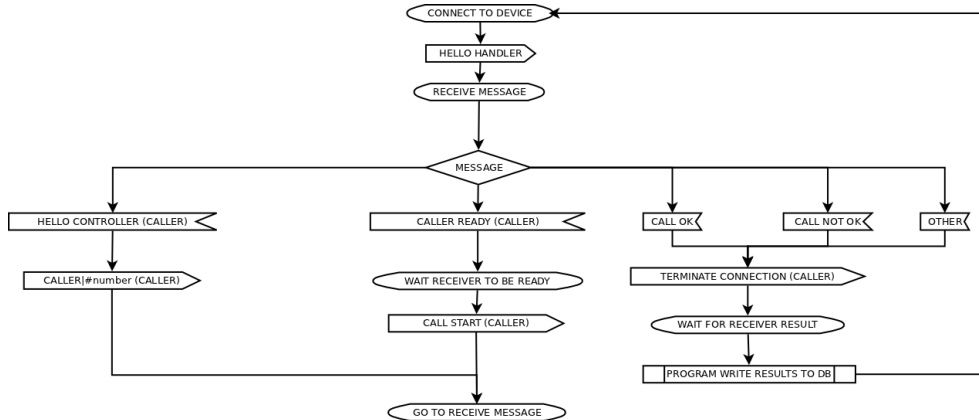 CONNECT TO DEVICE
HELLO HANDLER
RECEIVE MESSAGE
MESSAGE
HELLO CONTROLLER (CALLER)
CALLER READY (CALLER)
CALL OK
CALL NOT OK
OTHER
CALLER|#number (CALLER)
WAIT RECEIVER TO BE READY
TERMINATE CONNECTION (CALLER)
CALL START (CALLER)
WAIT FOR RECEIVER RESULT
PROGRAM WRITE RESULTS TO DB
GO TO RECEIVE MESSAGE